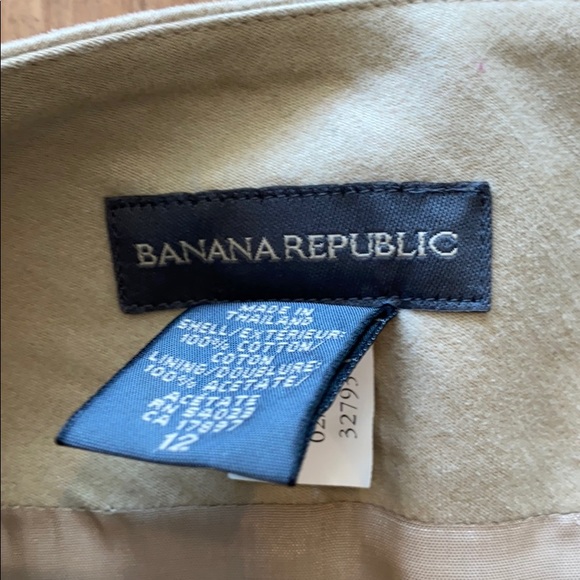 BANANA REPUBLIC
MADE IN
THAILAND
SHELL/EXTERIEUR:
100% COTTON/
COTON
LINING/DOUBLURE:
100% ACETATE/
ACETATE
RN 54023
CA 17897
12